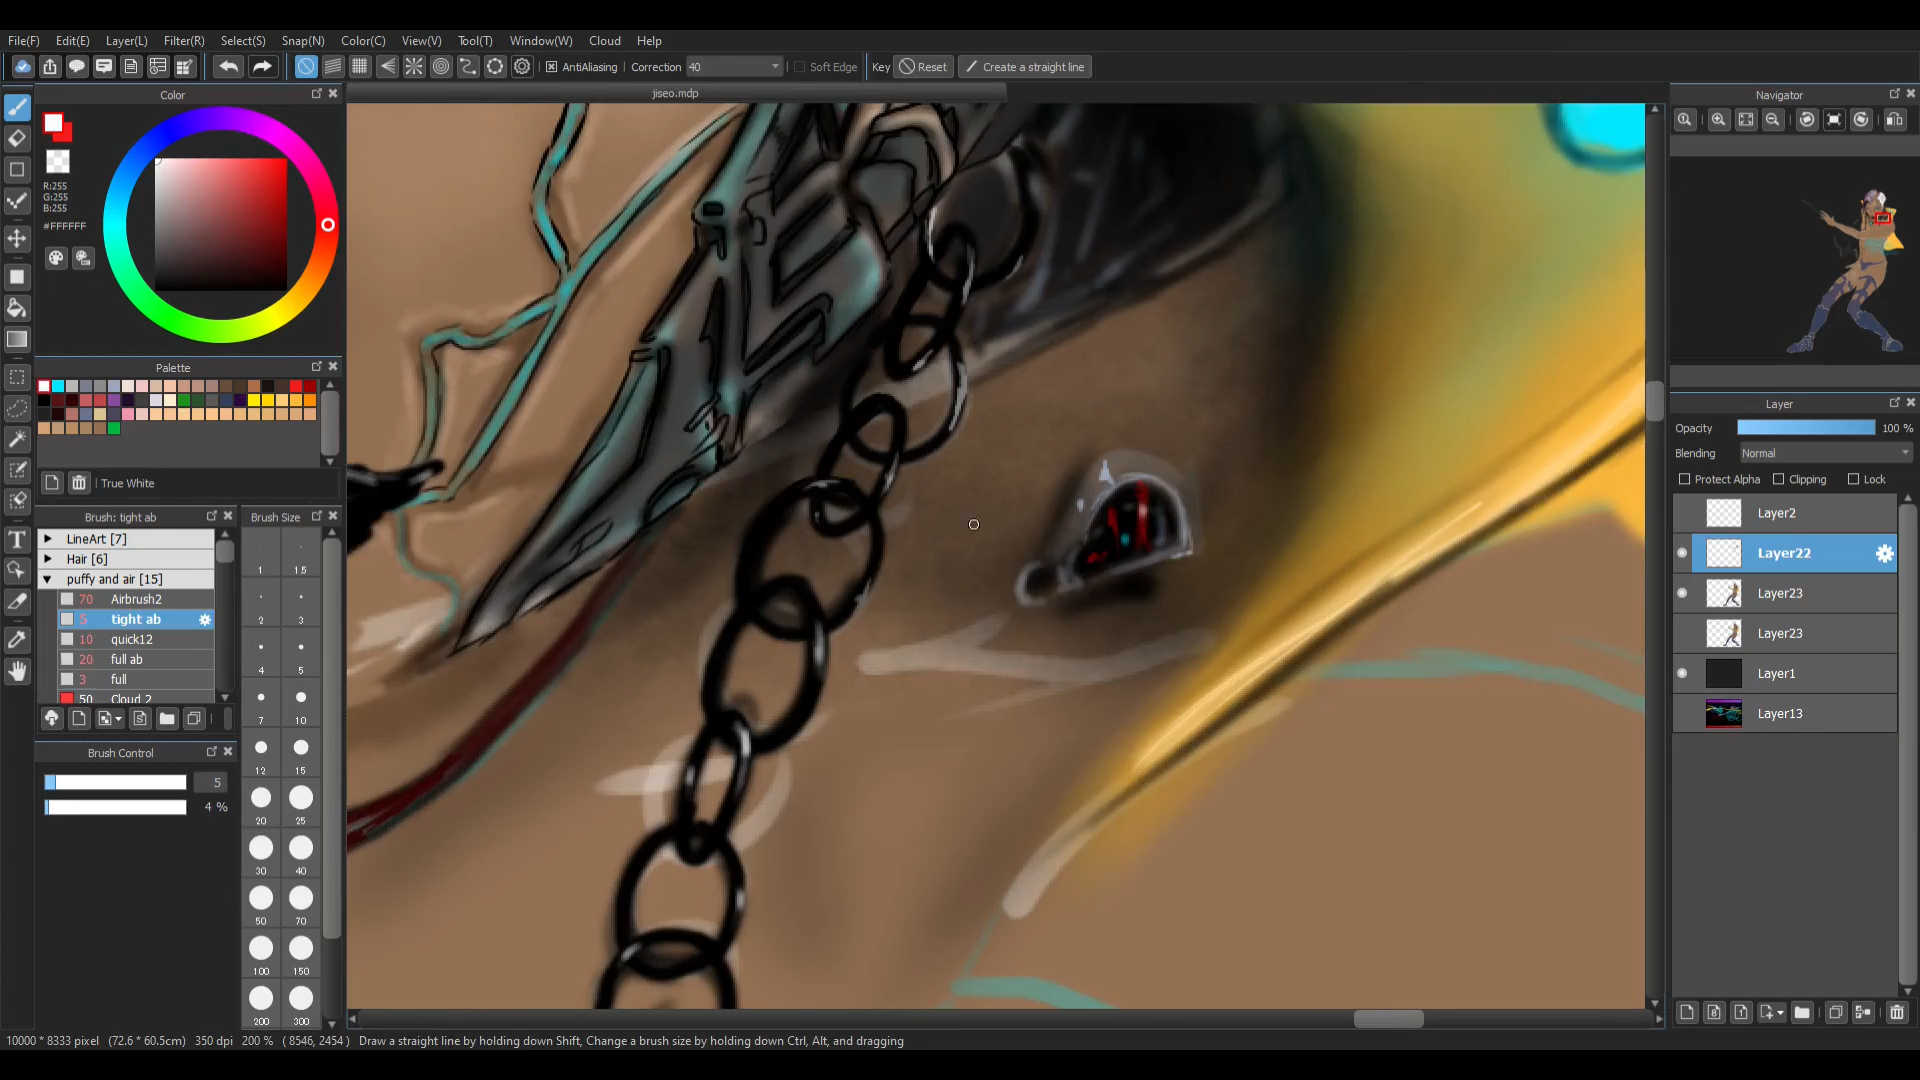 File(F) Edit(E) Layer(L) Filter(R) Select(S) Snap(N) Color(C) View(V) Tool(T) Window(W) Cloud Help
AntiAliasing Correction 40 Soft Edge Key Reset Create a straight line
Color
jiseo.mdp
Navigator
R:255
G:255
B:255
#FFFFFF
Palette
True White
Brush: tight ab
LineArt [7]
Hair [6]
puffy and air [15]
70 Airbrush2
5 tight ab
10 quick12
20 full ab
3 full
50 Cloud 2
Brush Size
1 1.5
2 3
4 5
7 10
12 15
20 25
30 40
50 70
100 150
200 300
Brush Control
5
4 %
Layer
Opacity 100 %
Blending Normal
Protect Alpha Clipping Lock
Layer2
Layer22
Layer23
Layer23
Layer1
Layer13
10000 * 8333 pixel (72.6 * 60.5cm) 350 dpi 200 % ( 8546, 2454 ) Draw a straight line by holding down Shift, Change a brush size by holding down Ctrl, Alt, and dragging